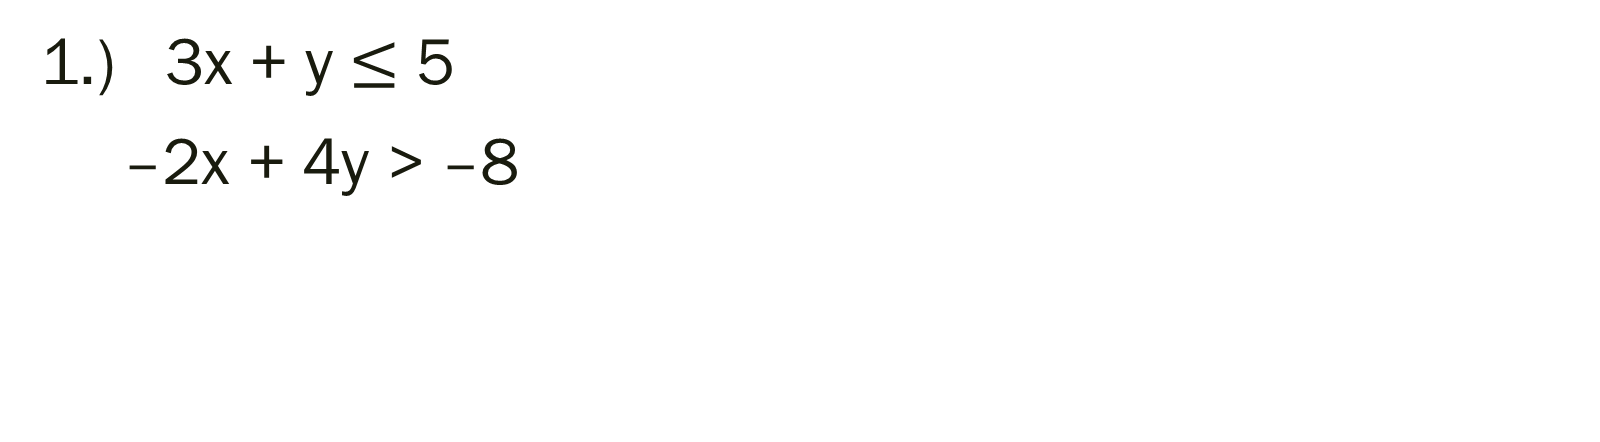 1.) 3x + y ≤ 5
–2x + 4y > –8